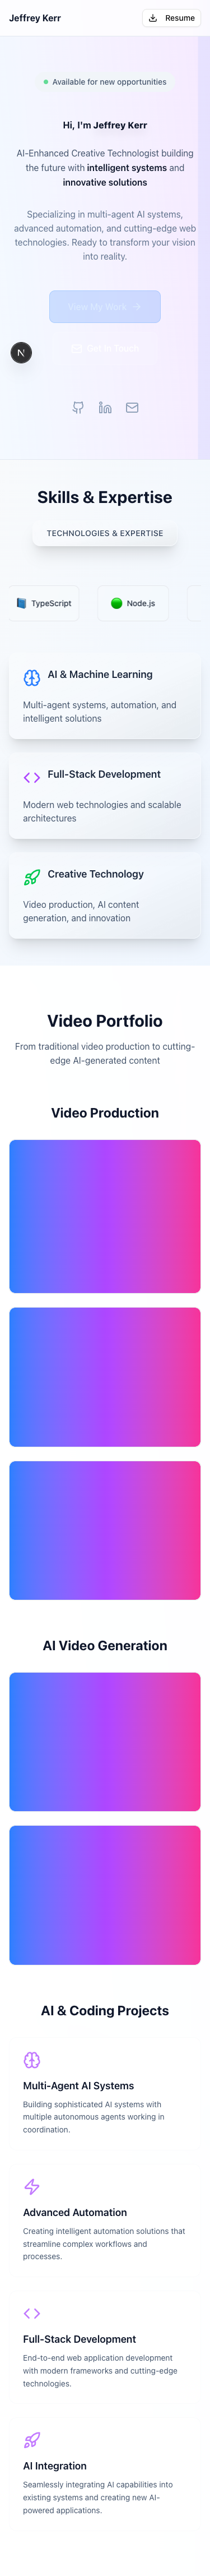 Jeffrey Kerr
Resume
Available for new opportunities
Hi, I'm Jeffrey Kerr
AI-Enhanced Creative Technologist building
the future with intelligent systems and
innovative solutions
Specializing in multi-agent AI systems,
advanced automation, and cutting-edge web
technologies. Ready to transform your vision
into reality.
View My Work
Get In Touch
N
Skills & Expertise
TECHNOLOGIES & EXPERTISE
TypeScript
Node.js
AI & Machine Learning
Multi-agent systems, automation, and
intelligent solutions
Full-Stack Development
Modern web technologies and scalable
architectures
Creative Technology
Video production, AI content
generation, and innovation
Video Portfolio
From traditional video production to cutting-
edge AI-generated content
Video Production
AI Video Generation
AI & Coding Projects
Multi-Agent AI Systems
Building sophisticated AI systems with
multiple autonomous agents working in
coordination.
Advanced Automation
Creating intelligent automation solutions that
streamline complex workflows and
processes.
Full-Stack Development
End-to-end web application development
with modern frameworks and cutting-edge
technologies.
AI Integration
Seamlessly integrating AI capabilities into
existing systems and creating new AI-
powered applications.